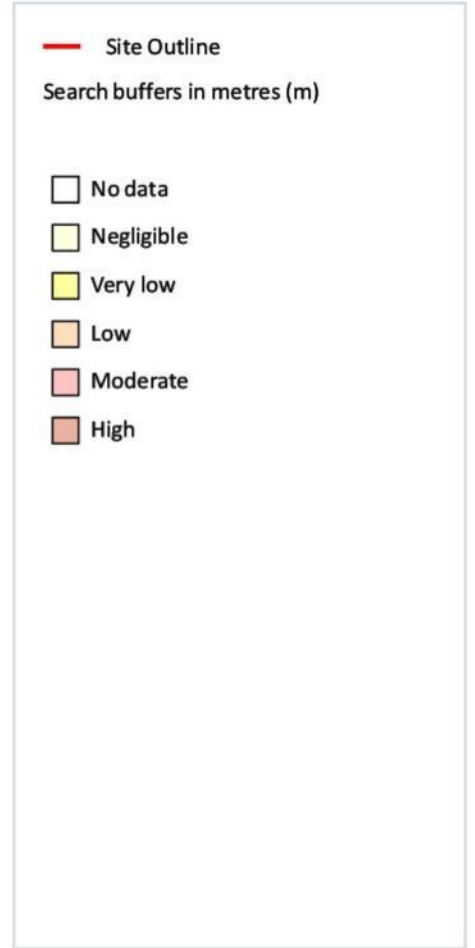 Site Outline
Search buffers in metres (m)
No data
Negligible
Very low
Low
Moderate
High